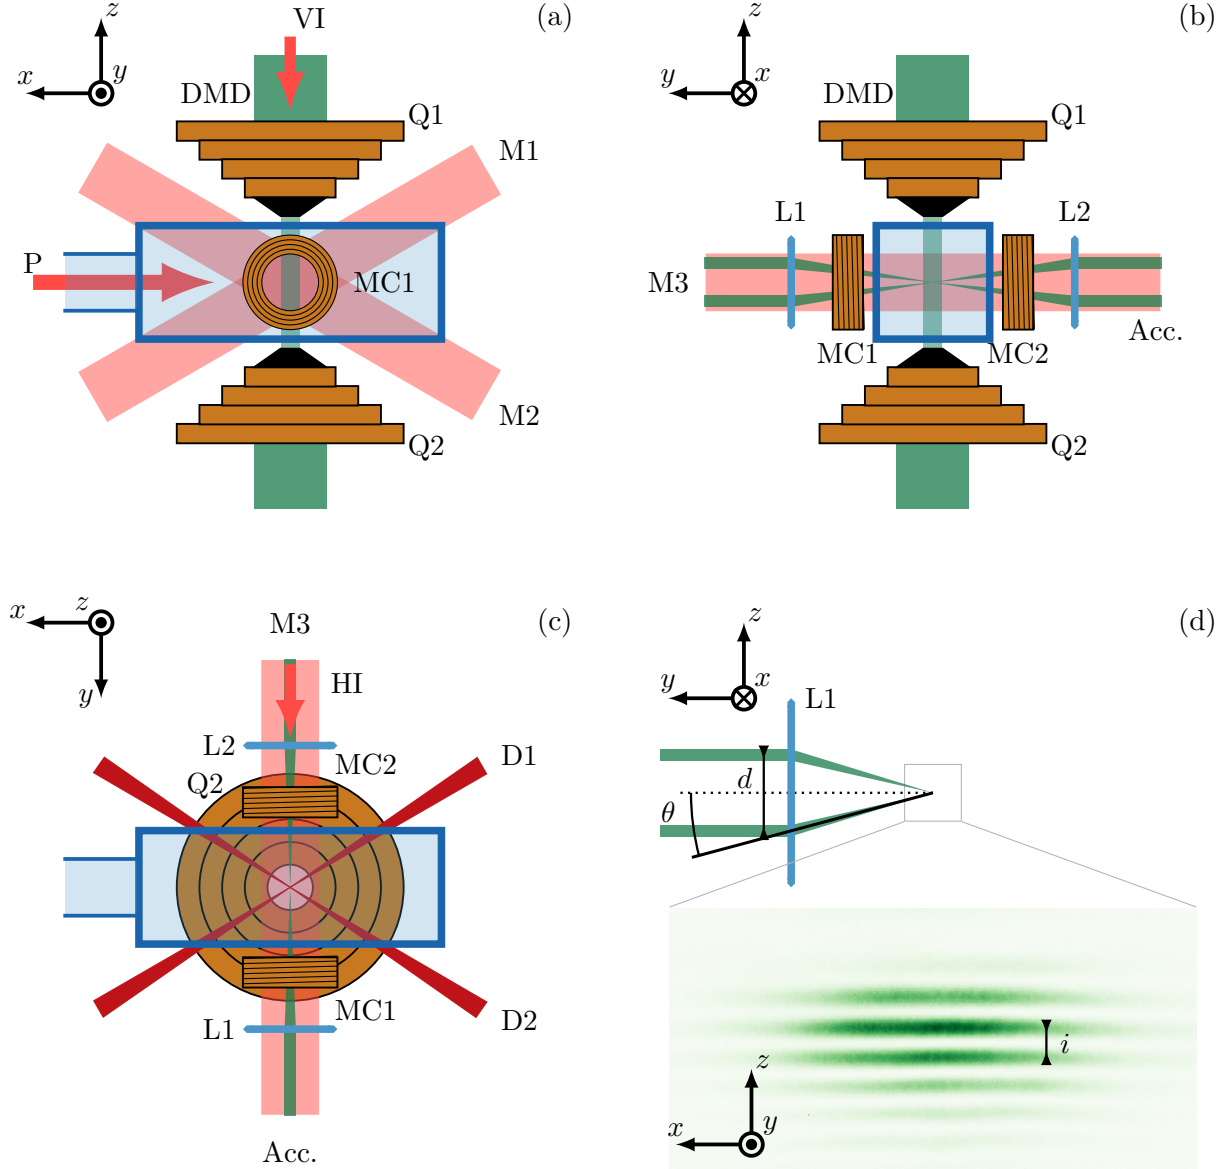 z
VI
(a)
x
y
DMD
Q1
M1
P
MC1
M2
Q2
z
(b)
y
x
DMD
Q1
L1
L2
M3
MC1
MC2
Acc.
Q2
x
z
M3
(c)
y
HI
L2
MC2
Q2
D1
L1
MC1
D2
Acc.
z
(d)
y
x
L1
d
θ
i
z
x
y